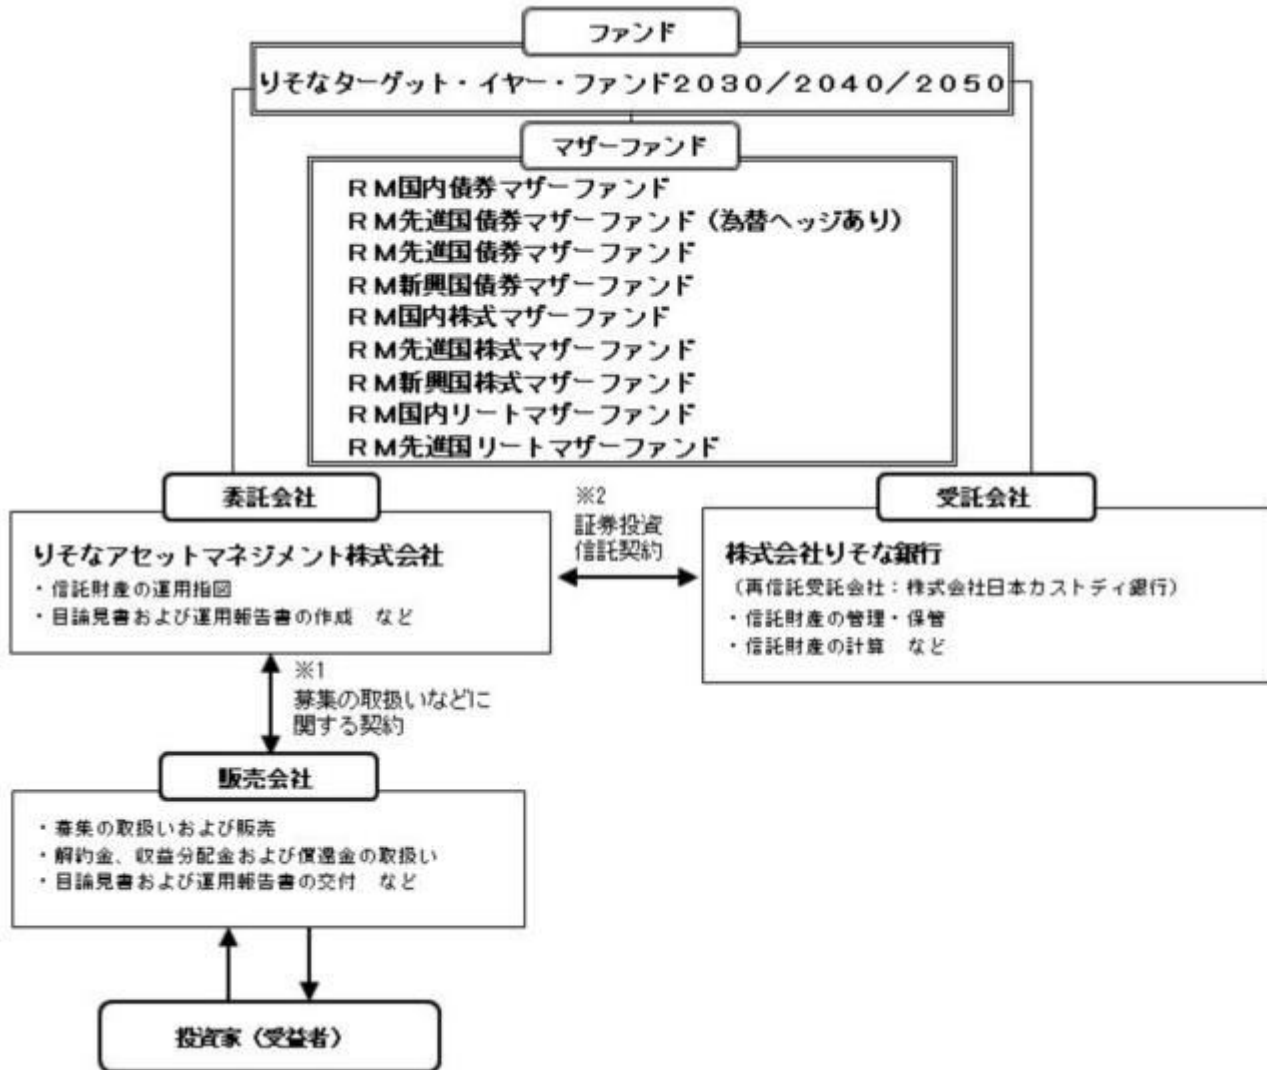 ファンド
りそなターゲット・イヤー・ファンド2030／2040／2050
マザーファンド
RM国内債券マザーファンド
RM先進国債券マザーファンド（為替ヘッジあり）
RM先進国債券マザーファンド
RM新興国債券マザーファンド
RM国内株式マザーファンド
RM先進国株式マザーファンド
RM新興国株式マザーファンド
RM国内リートマザーファンド
RM先進国リートマザーファンド
委託会社
りそなアセットマネジメント株式会社
・信託財産の運用指図
・目論見書および運用報告書の作成　など
※2
証券投資
信託契約
受託会社
株式会社りそな銀行
（再信託受託会社：株式会社日本カストディ銀行）
・信託財産の管理・保管
・信託財産の計算　など
※1
募集の取扱いなどに
関する契約
販売会社
・募集の取扱いおよび販売
・解約金、収益分配金および償還金の取扱い
・目論見書および運用報告書の交付　など
投資家（受益者）